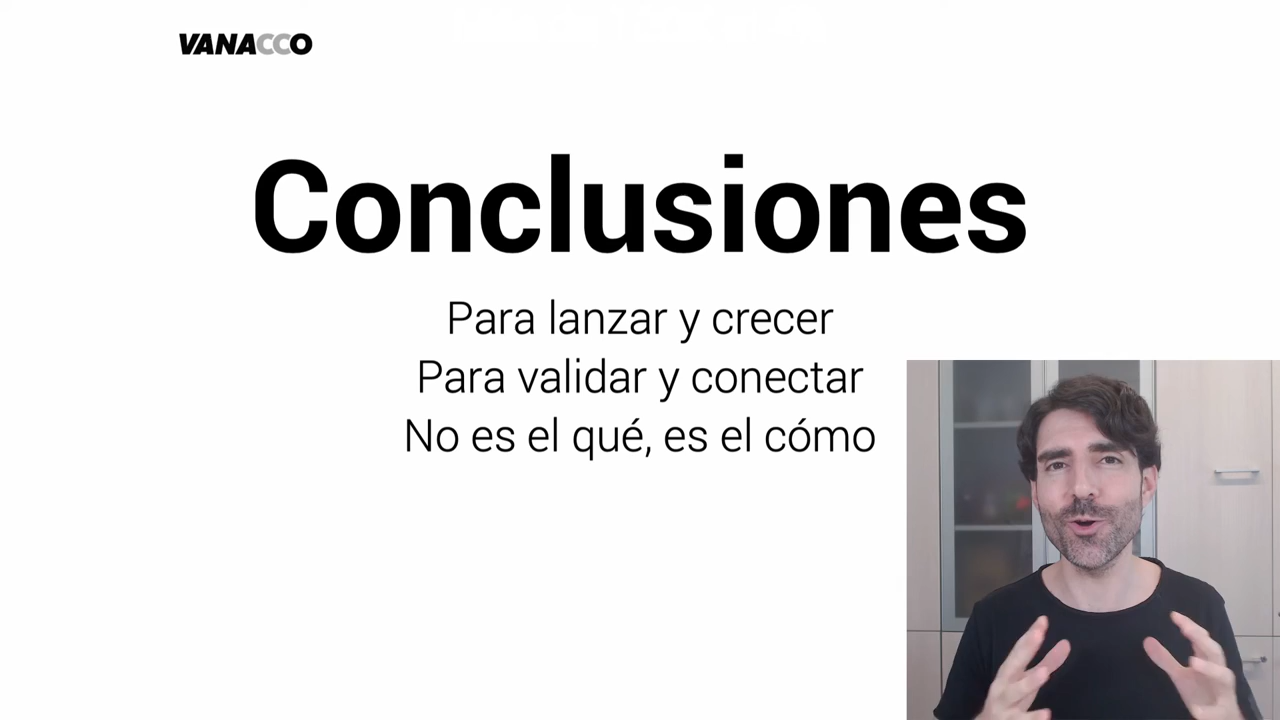 VANACCO
Conclusiones
Para lanzar y crecer
Para validar y conectar
No es el qué, es el cómo